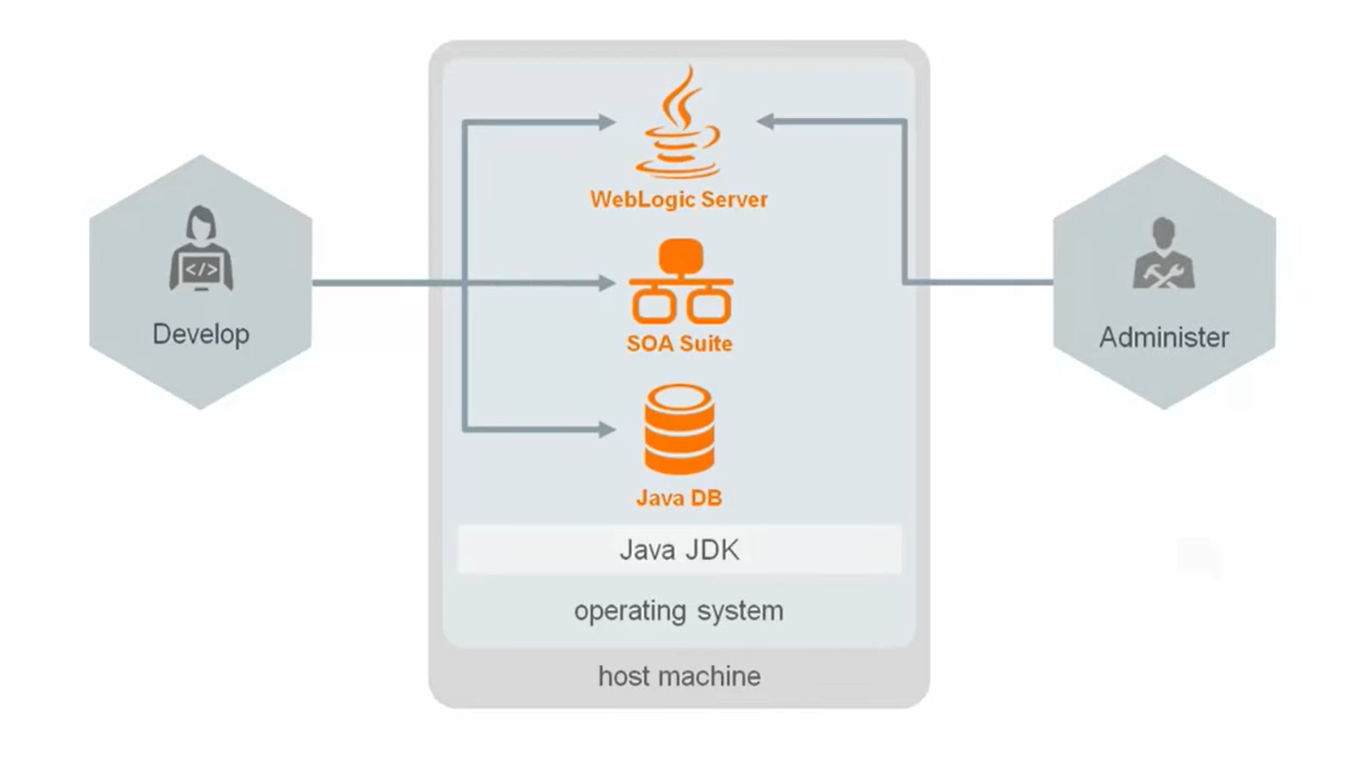 WebLogic Server
</>
Develop
SOA Suite
Administer
Java DB
Java JDK
operating system
host machine